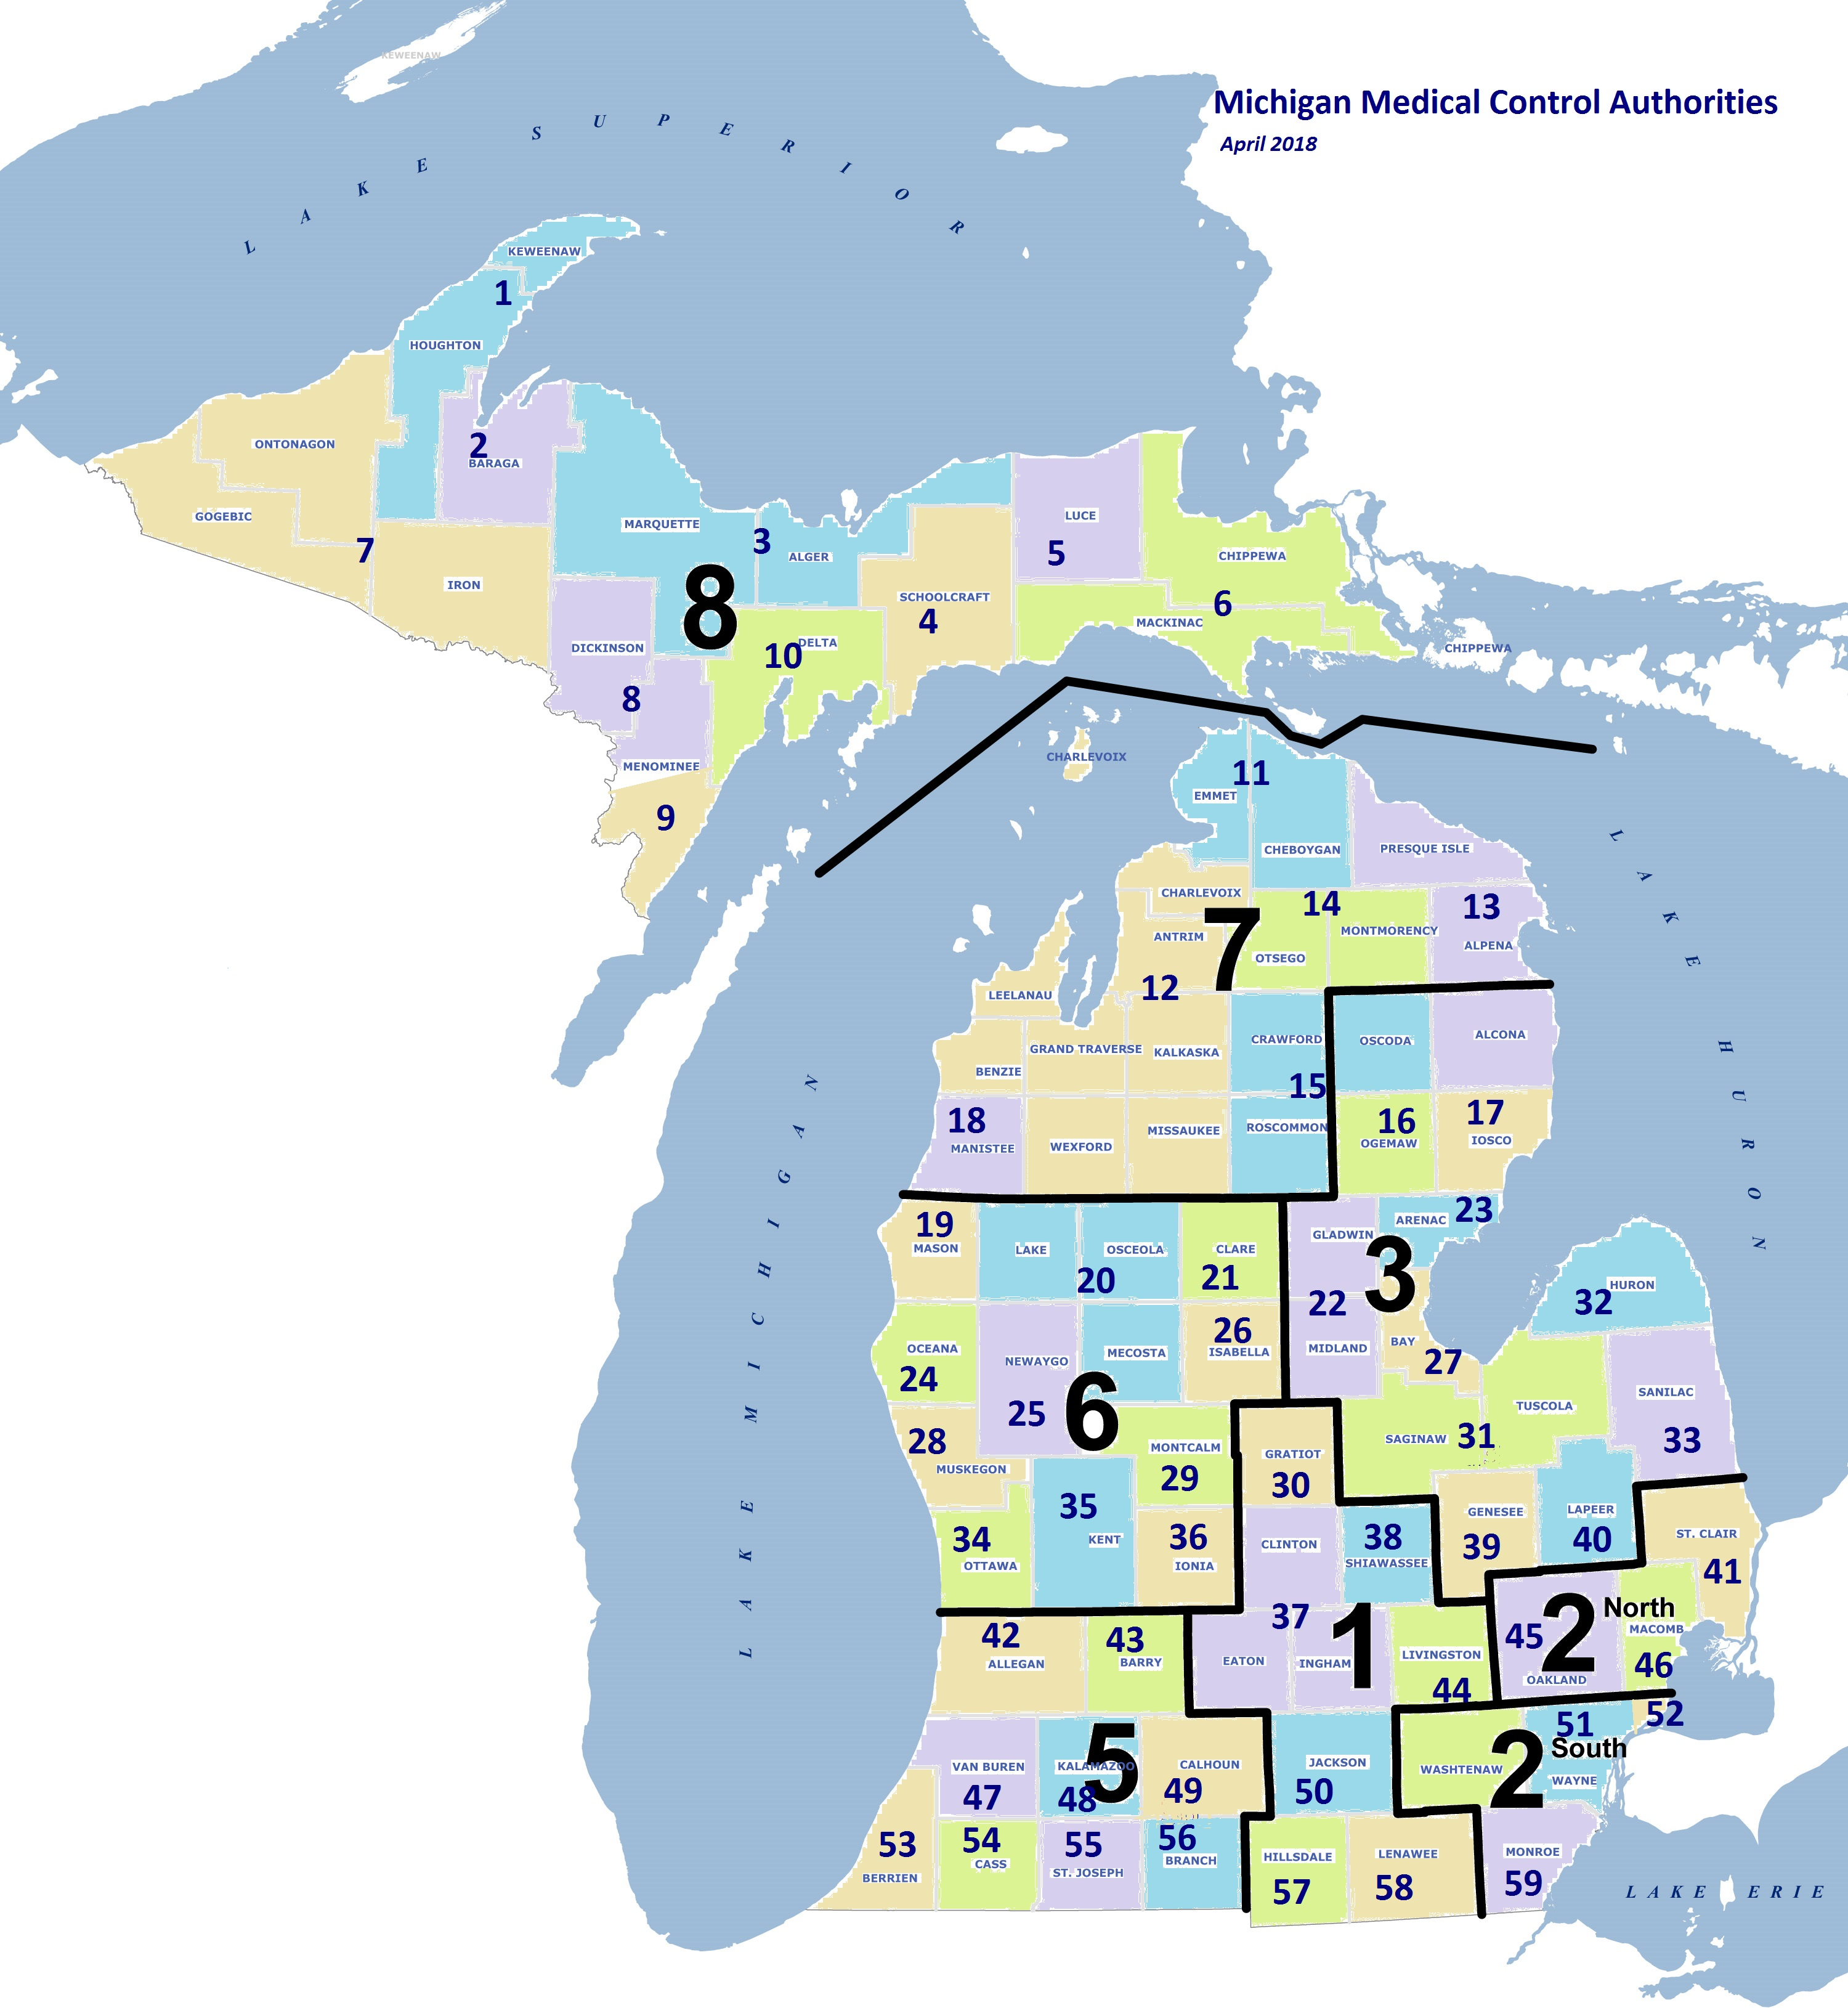 Michigan Medical Control Authorities
April 2018
KEWEENAW
LAKE SUPERIOR
KEWEENAW
1
HOUGHTON
ONTONAGON
2
BARAGA
GOGEBIC
7
IRON
MARQUETTE
3
ALGER
8
SCHOOLCRAFT
4
LUCE
5
CHIPPEWA
6
MACKINAC
CHIPPEWA
DICKINSON
DELTA
10
8
MENOMINEE
9
CHARLEVOIX
11
EMMET
CHEBOYGAN
PRESQUE ISLE
CHARLEVOIX
14
13
7
ANTRIM
MONTMORENCY
ALPENA
OTSEGO
12
LEELANAU
LAKE HURON
CRAWFORD
OSCODA
ALCONA
GRAND TRAVERSE
KALKASKA
BENZIE
15
18
16
17
MANISTEE
WEXFORD
MISSAUKEE
ROSCOMMON
OGEMAW
IOSCO
LAKE MICHIGAN
19
MASON
LAKE
OSCEOLA
20
CLARE
21
GLADWIN
ARENAC
23
3
22
HURON
32
OCEANA
24
NEWAYGO
25
MECOSTA
26
ISABELLA
MIDLAND
BAY
27
6
28
MUSKEGON
MONTCALM
29
GRATIOT
30
SAGINAW
31
TUSCOLA
SANILAC
33
34
OTTAWA
35
KENT
36
IONIA
CLINTON
38
SHIAWASSEE
GENESEE
39
LAPEER
40
ST. CLAIR
41
42
ALLEGAN
43
BARRY
37
EATON
INGHAM
1
LIVINGSTON
44
45
2
North
OAKLAND
MACOMB
46
VAN BUREN
47
KALAMAZOO
48
5
CALHOUN
49
JACKSON
50
WASHTENAW
2
South
51
WAYNE
52
53
BERRIEN
54
CASS
55
ST. JOSEPH
56
BRANCH
HILLSDALE
57
LENAWEE
58
MONROE
59
LAKE ERIE